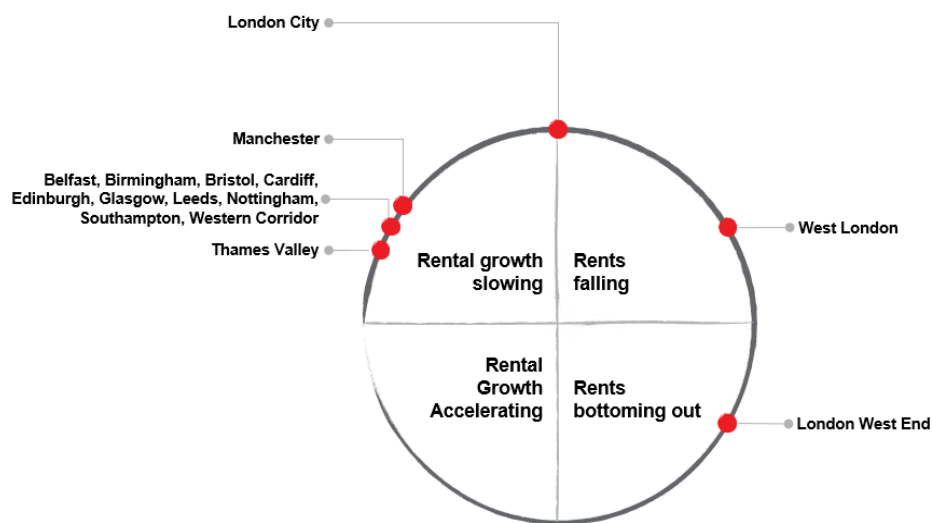 London City
Manchester
Belfast, Birmingham, Bristol, Cardiff,
Edinburgh, Glasgow, Leeds, Nottingham,
Southampton, Western Corridor
Thames Valley
West London
Rental growth
slowing
Rents
falling
Rental
Growth
Accelerating
Rents
bottoming out
London West End